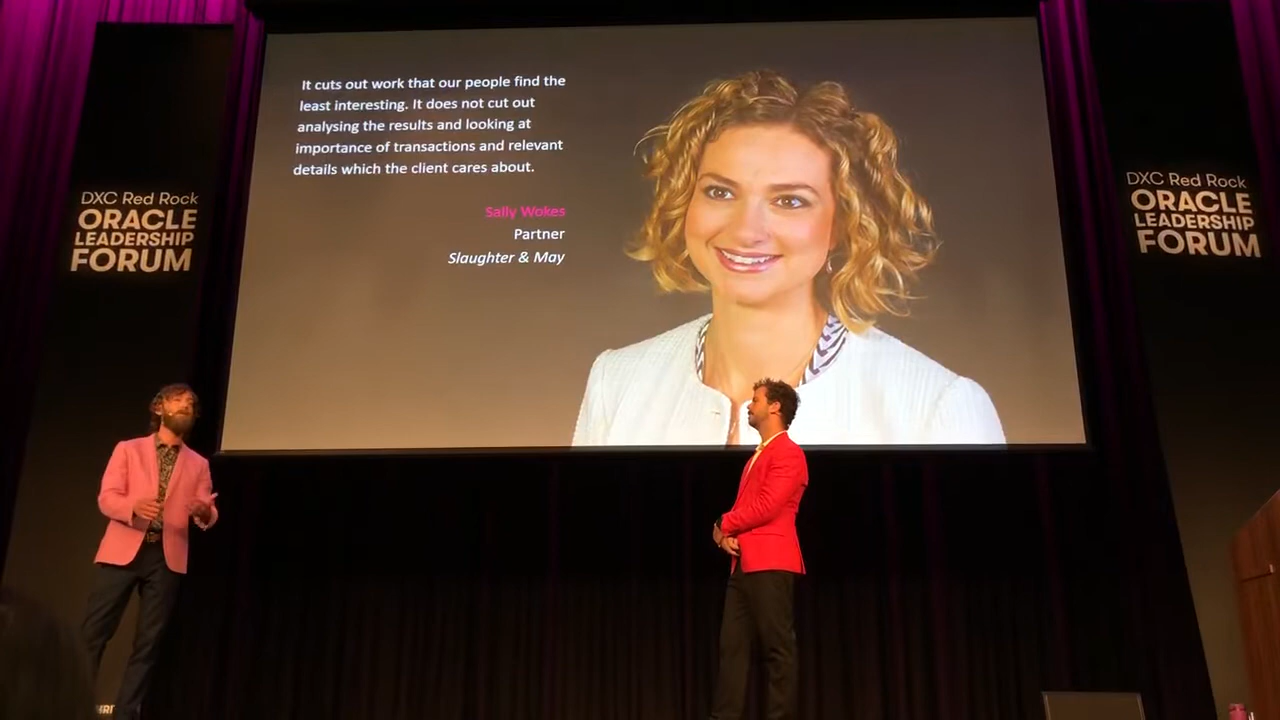 It cuts out work that our people find the
least interesting. It does not cut out
analysing the results and looking at
importance of transactions and relevant
details which the client cares about.
Sally Wokes
Partner
Slaughter & May
DXC Red Rock
ORACLE
LEADERSHIP
FORUM
DXC Red Rock
ORACLE
LEADERSHIP
FORUM